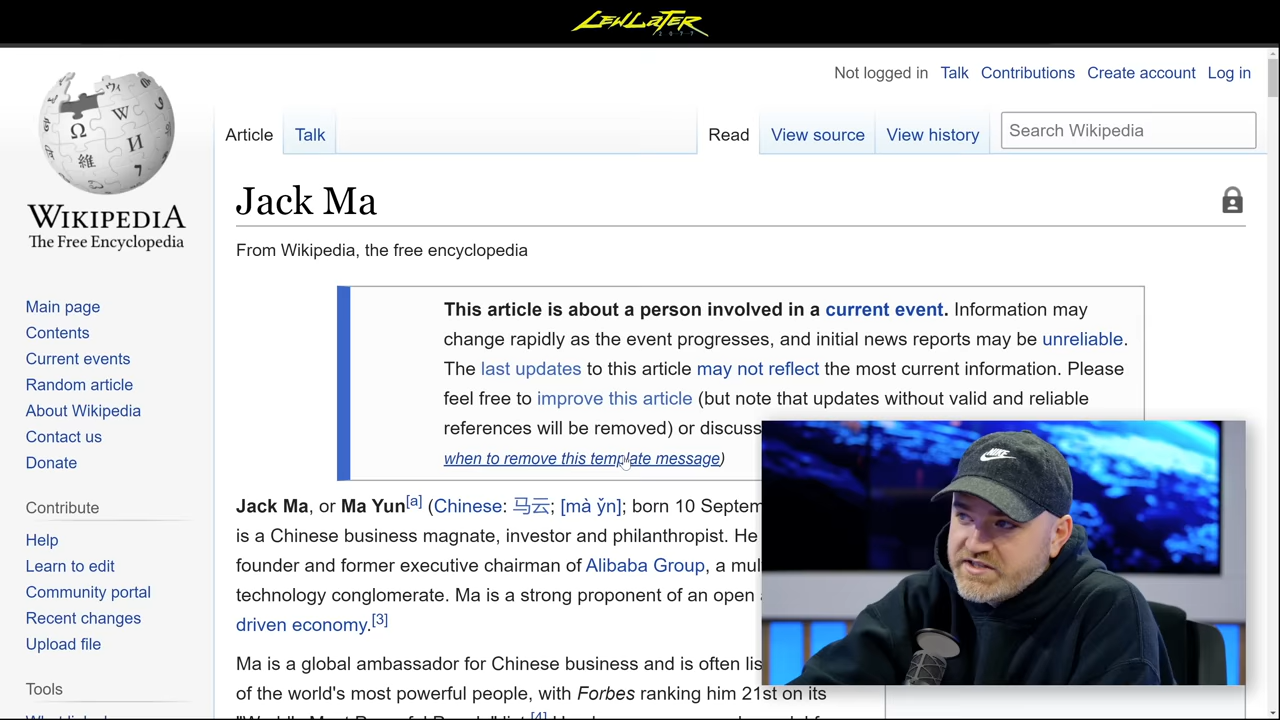 LEWLATER
2077
Not logged in Talk Contributions Create account Log in
Article Talk Read View source View history Search Wikipedia
WIKIPEDIA
The Free Encyclopedia
Jack Ma
From Wikipedia, the free encyclopedia
Main page
Contents
Current events
Random article
About Wikipedia
Contact us
Donate
Contribute
Help
Learn to edit
Community portal
Recent changes
Upload file
Tools
This article is about a person involved in a current event. Information may
change rapidly as the event progresses, and initial news reports may be unreliable.
The last updates to this article may not reflect the most current information. Please
feel free to improve this article (but note that updates without valid and reliable
references will be removed) or discuss
when to remove this template message)
Jack Ma, or Ma Yun[a] (Chinese: 马云; [mà y̌n]; born 10 Septem
is a Chinese business magnate, investor and philanthropist. He
founder and former executive chairman of Alibaba Group, a mul
technology conglomerate. Ma is a strong proponent of an open
driven economy.[3]
Ma is a global ambassador for Chinese business and is often lis
of the world's most powerful people, with Forbes ranking him 21st on its
NIKE